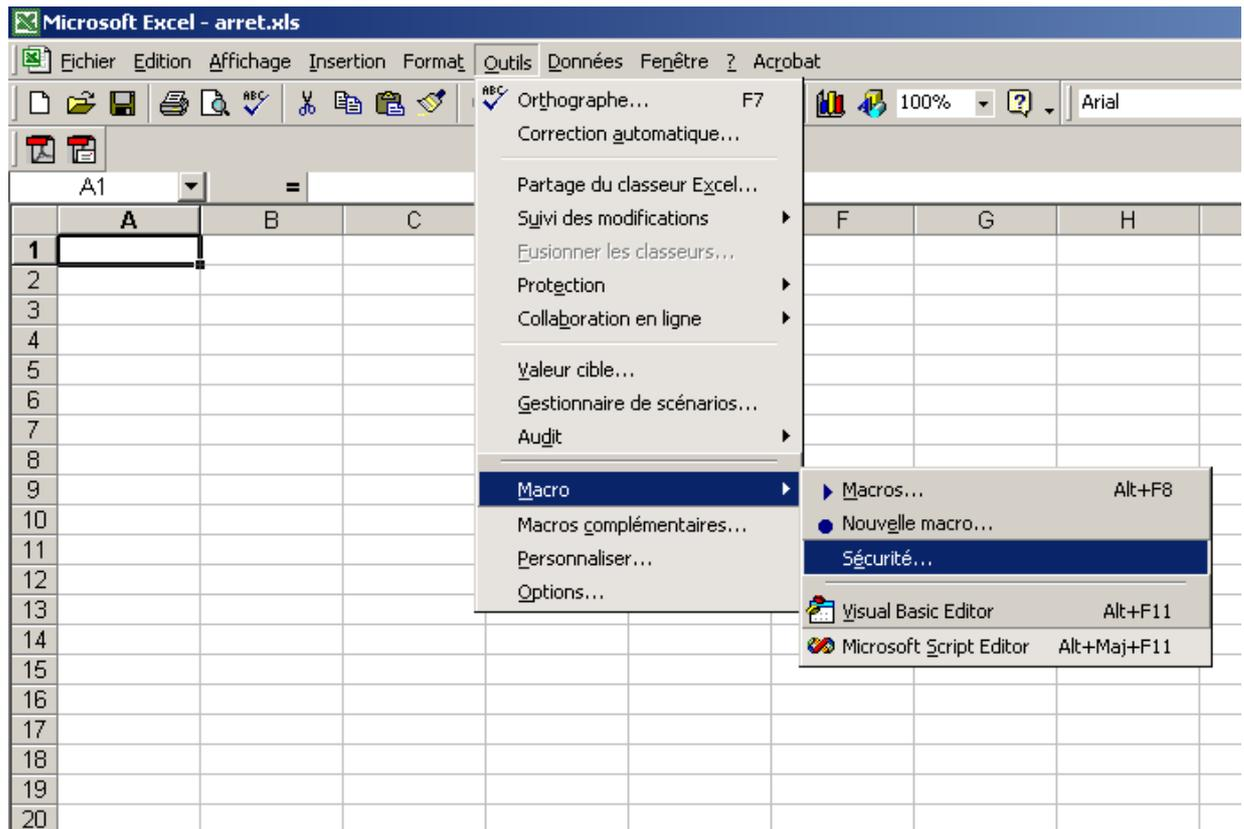 Microsoft Excel - arret.xls
Fichier Edition Affichage Insertion Format Outils Données Fenêtre ? Acrobat
100% Arial
A1 =
A B C F G H
ABC Orthographe... F7
Correction automatique...
Partage du classeur Excel...
Suivi des modifications
Fusionner les classeurs...
Protection
Collaboration en ligne
Valeur cible...
Gestionnaire de scénarios...
Audit
Macro
Macros complémentaires...
Personnaliser...
Options...
Macros... Alt+F8
Nouvelle macro...
Sécurité...
Visual Basic Editor Alt+F11
Microsoft Script Editor Alt+Maj+F11
1
2
3
4
5
6
7
8
9
10
11
12
13
14
15
16
17
18
19
20